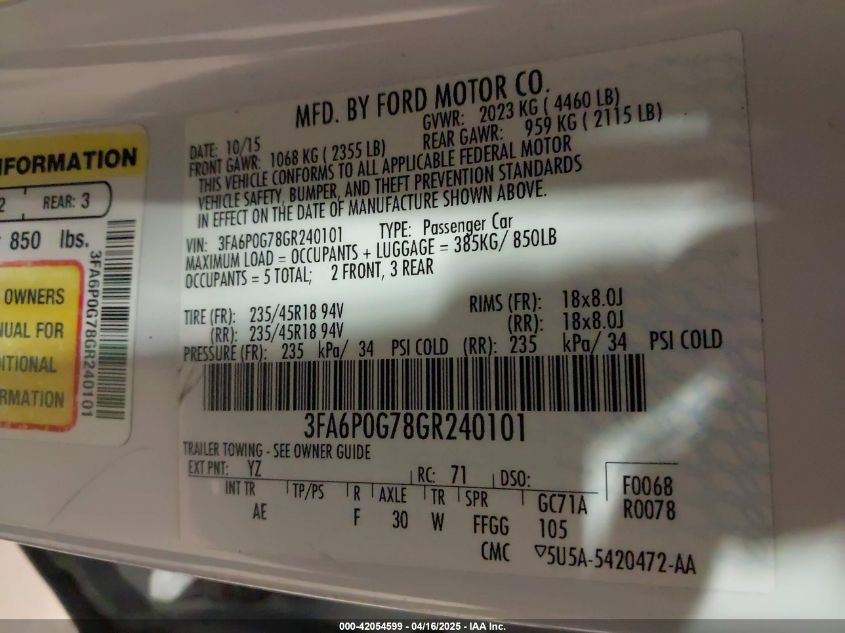 MFD. BY FORD MOTOR CO.
DATE: 10/15 GVWR: 2023 KG ( 4460 LB)
FRONT GAWR: 1068 KG ( 2355 LB) REAR GAWR: 959 KG ( 2115 LB)
THIS VEHICLE CONFORMS TO ALL APPLICABLE FEDERAL MOTOR
VEHICLE SAFETY, BUMPER, AND THEFT PREVENTION STANDARDS
IN EFFECT ON THE DATE OF MANUFACTURE SHOWN ABOVE.
VIN: 3FA6P0G78GR240101 TYPE: Passenger Car
MAXIMUM LOAD = OCCUPANTS + LUGGAGE = 385KG/ 850LB
OCCUPANTS = 5 TOTAL; 2 FRONT, 3 REAR
TIRE (FR): 235/45R18 94V RIMS (FR): 18x8.0J
(RR): 235/45R18 94V (RR): 18x8.0J
PRESSURE (FR): 235 kPa/ 34 PSI COLD (RR): 235 kPa/ 34 PSI COLD
3FA6P0G78GR240101
TRAILER TOWING - SEE OWNER GUIDE
EXT PNT: YZ RC: 71 DSO:
INT TR TP/PS R AXLE TR SPR GC71A F0068
AE F 30 W FFGG 105 R0078
CMC ▽5U5A-5420472-AA
INFORMATION
2 REAR: 3
850 lbs.
3FA6P0G78GR240101
OWNERS
NUAL FOR
DITIONAL
RMATION
000-42054599 - 04/16/2025 - IAA Inc.